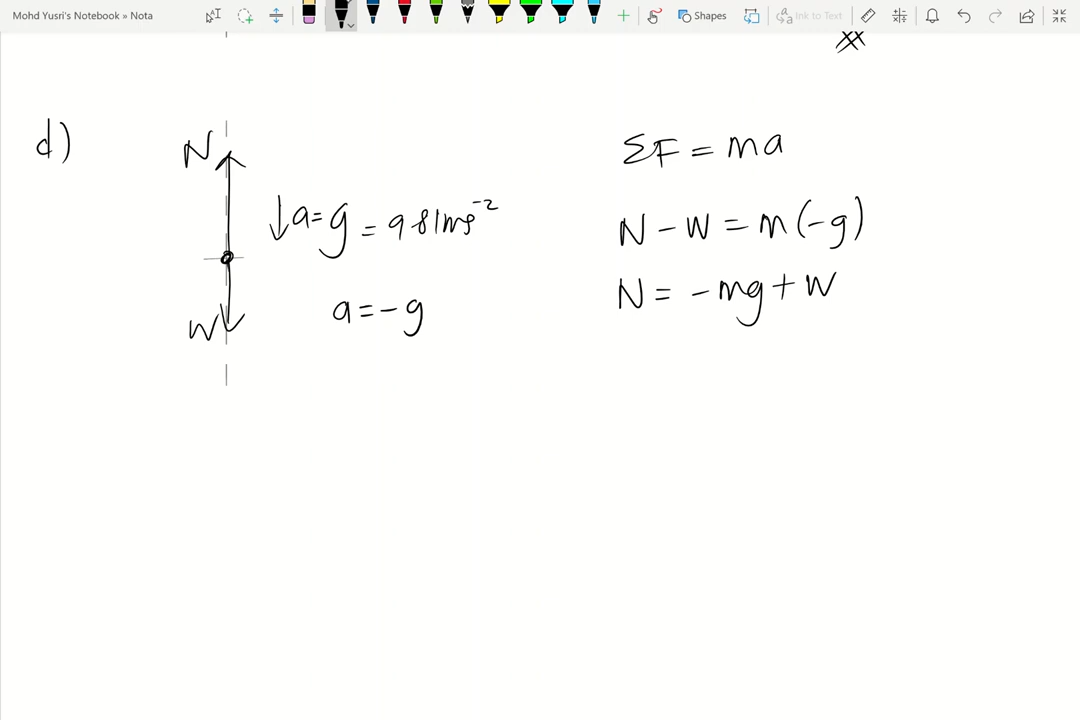 Mohd Yusri's Notebook » Nota
Shapes
Ink to Text
d)
N
↓a=g = 9.81ms⁻²
a=-g
W
ΣF = ma
N - W = m(-g)
N = -mg + W